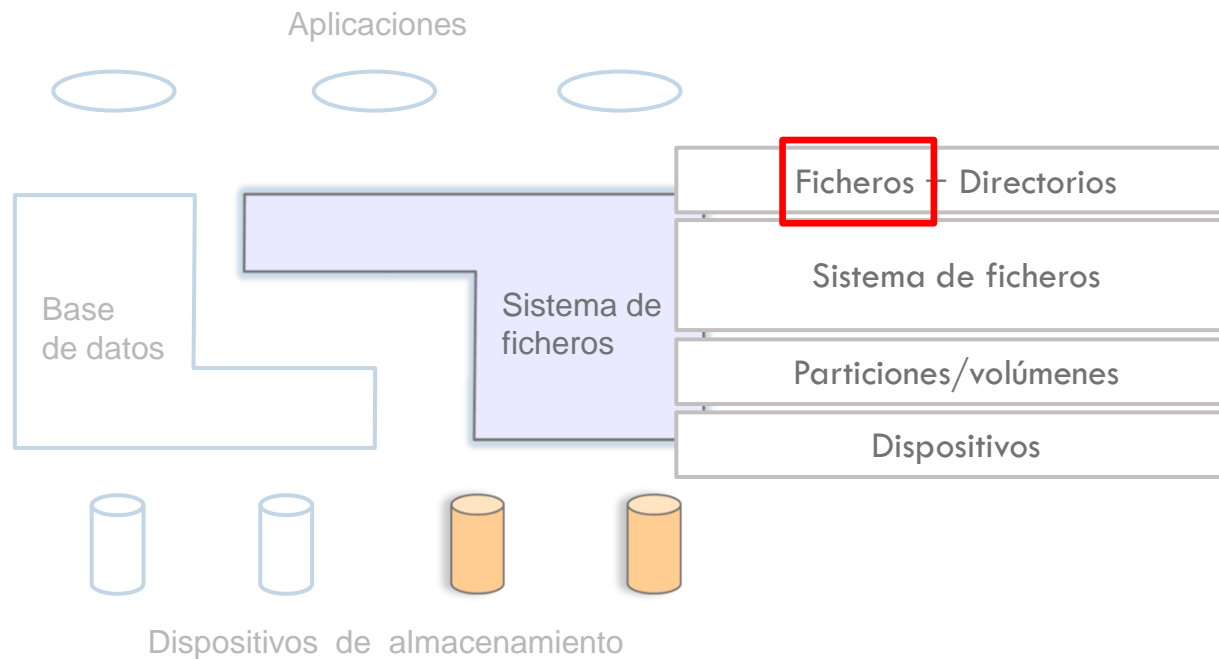 Aplicaciones
Ficheros + Directorios
Sistema de ficheros
Base
de datos
Sistema de
ficheros
Particiones/volúmenes
Dispositivos
Dispositivos de almacenamiento